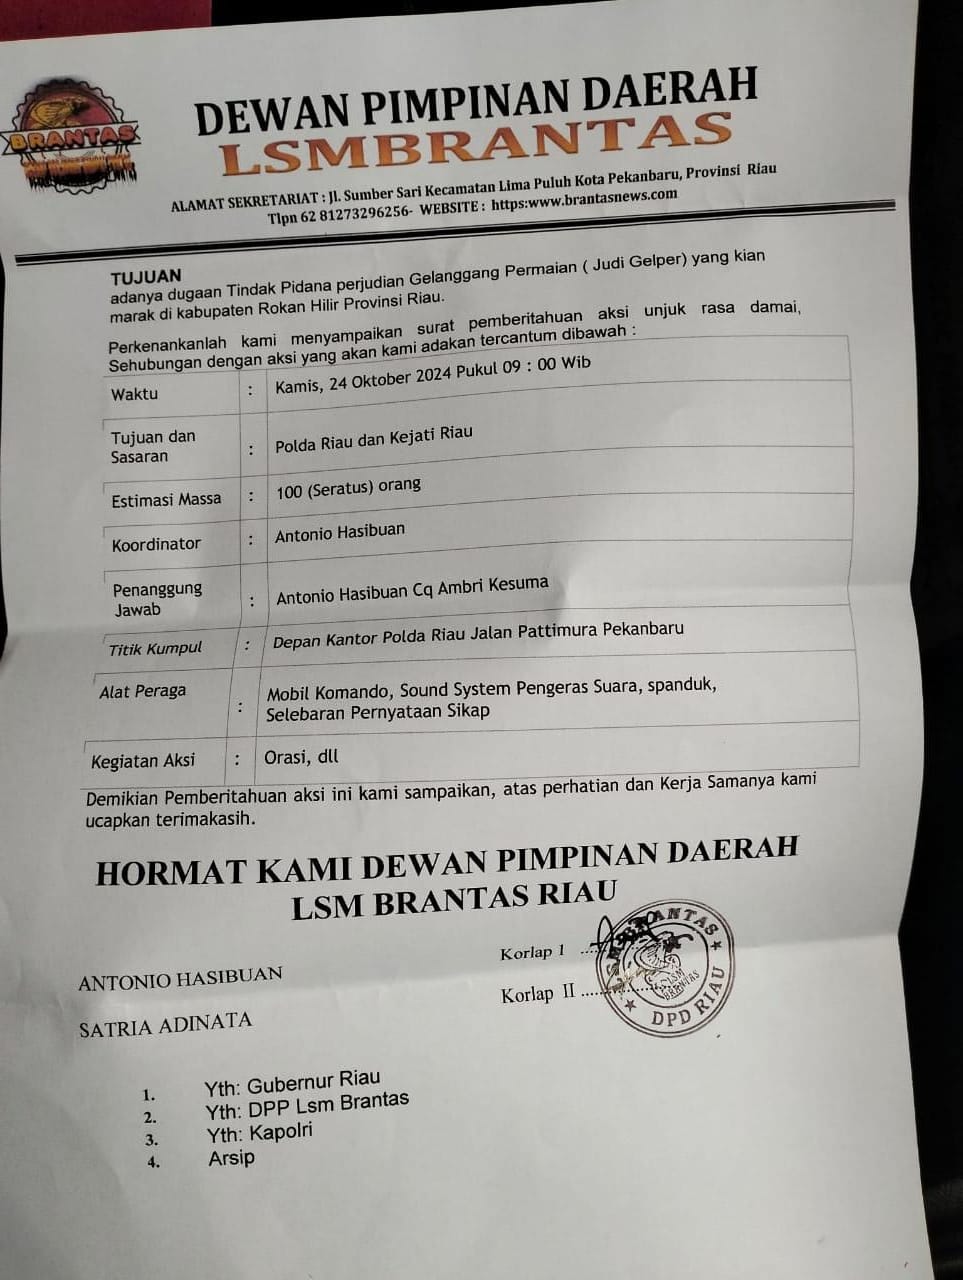 BRANTAS
DEWAN PIMPINAN DAERAH
LSMBRANTAS
ALAMAT SEKRETARIAT : Jl. Sumber Sari Kecamatan Lima Puluh Kota Pekanbaru, Provinsi Riau
Tlpn 62 81273296256- WEBSITE : https:www.brantasnews.com
TUJUAN
adanya dugaan Tindak Pidana perjudian Gelanggang Permaian ( Judi Gelper) yang kian
marak di kabupaten Rokan Hilir Provinsi Riau.
Perkenankanlah kami menyampaikan surat pemberitahuan aksi unjuk rasa damai,
Sehubungan dengan aksi yang akan kami adakan tercantum dibawah :
Waktu : Kamis, 24 Oktober 2024 Pukul 09 : 00 Wib
Tujuan dan
Sasaran : Polda Riau dan Kejati Riau
Estimasi Massa : 100 (Seratus) orang
Koordinator : Antonio Hasibuan
Penanggung
Jawab : Antonio Hasibuan Cq Ambri Kesuma
Titik Kumpul : Depan Kantor Polda Riau Jalan Pattimura Pekanbaru
Alat Peraga : Mobil Komando, Sound System Pengeras Suara, spanduk,
Selebaran Pernyataan Sikap
Kegiatan Aksi : Orasi, dll
Demikian Pemberitahuan aksi ini kami sampaikan, atas perhatian dan Kerja Samanya kami
ucapkan terimakasih.
HORMAT KAMI DEWAN PIMPINAN DAERAH
LSM BRANTAS RIAU
ANTONIO HASIBUAN Korlap I ....
SATRIA ADINATA Korlap II ....
LSM BRANTAS
LSM
BRANTAS
DPD RIAU
1. Yth: Gubernur Riau
2. Yth: DPP Lsm Brantas
3. Yth: Kapolri
4. Arsip